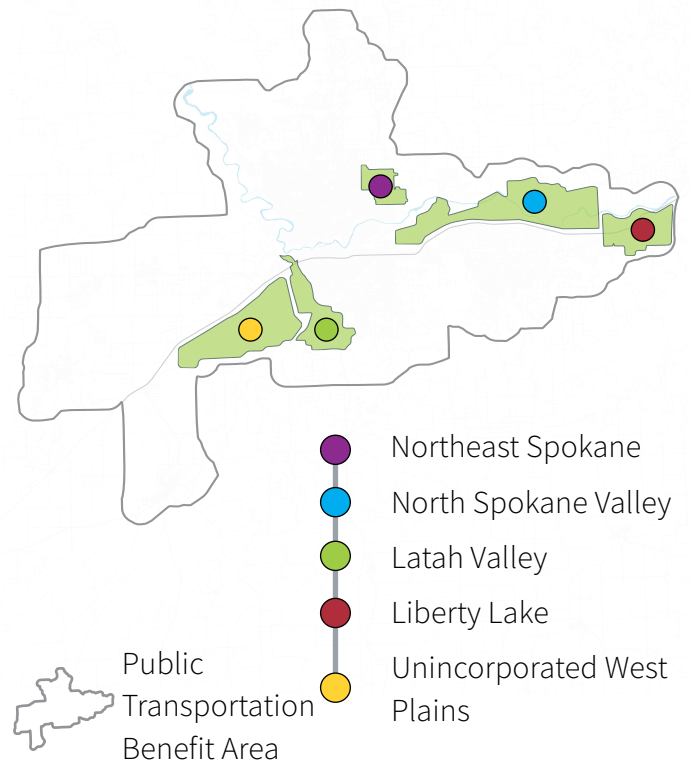 Northeast Spokane
North Spokane Valley
Latah Valley
Liberty Lake
Unincorporated West
Plains
Public
Transportation
Benefit Area